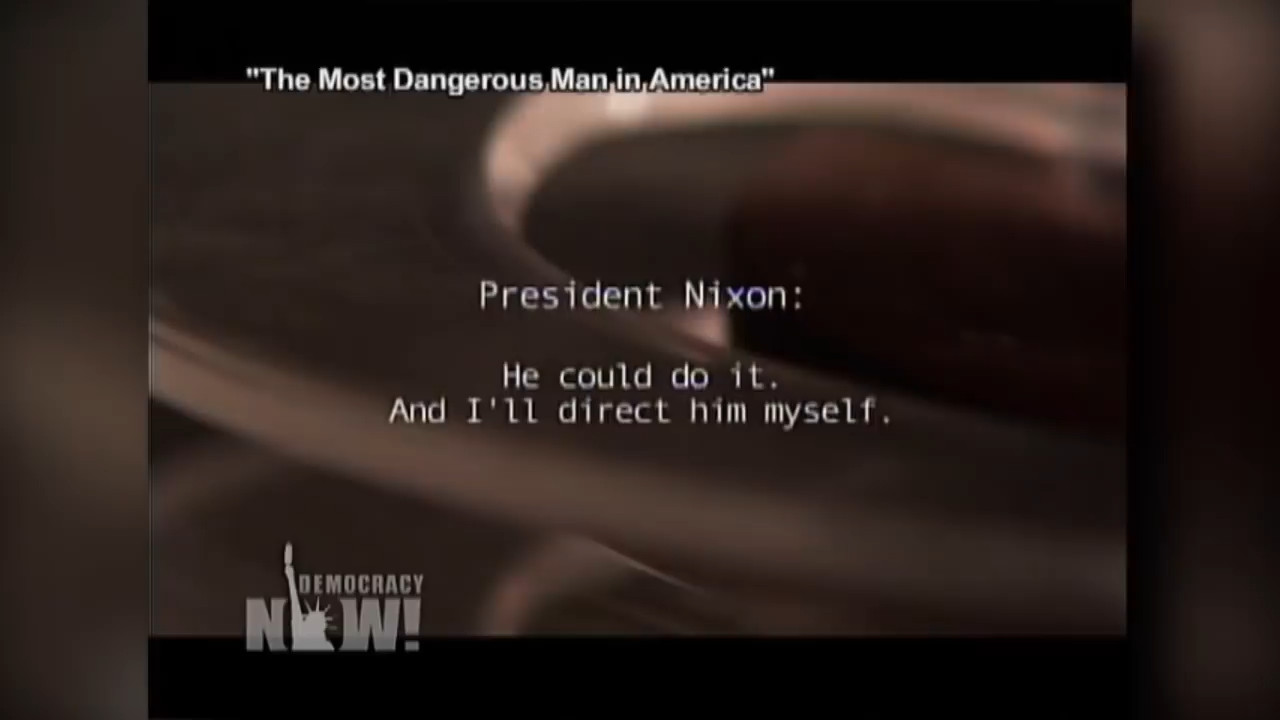 "The Most Dangerous Man in America"
President Nixon:
He could do it.
And I'll direct him myself.
DEMOCRACY
NOW!